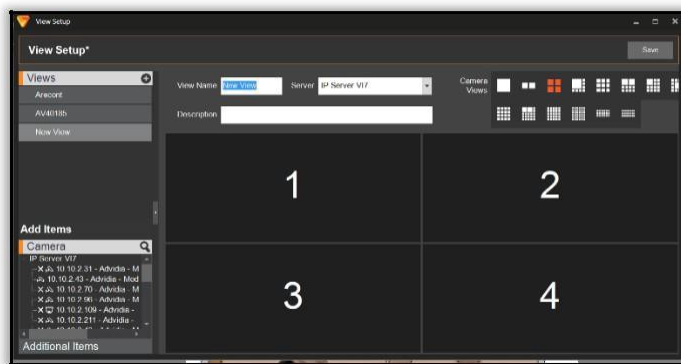 View Setup
View Setup*
Save
Views
Arecont
AV40185
New View
View Name New View Server IP Server VI7
Camera Views
Description
1
2
3
4
Add Items
Camera
IP Server VI7
10.10.2.31 - Advidia - M
10.10.2.43 - Advidia - Mod
10.10.2.70 - Advidia - M
10.10.2.96 - Advidia - M
10.10.2.109 - Advidia -
10.10.2.211 - Advidia -
Additional Items